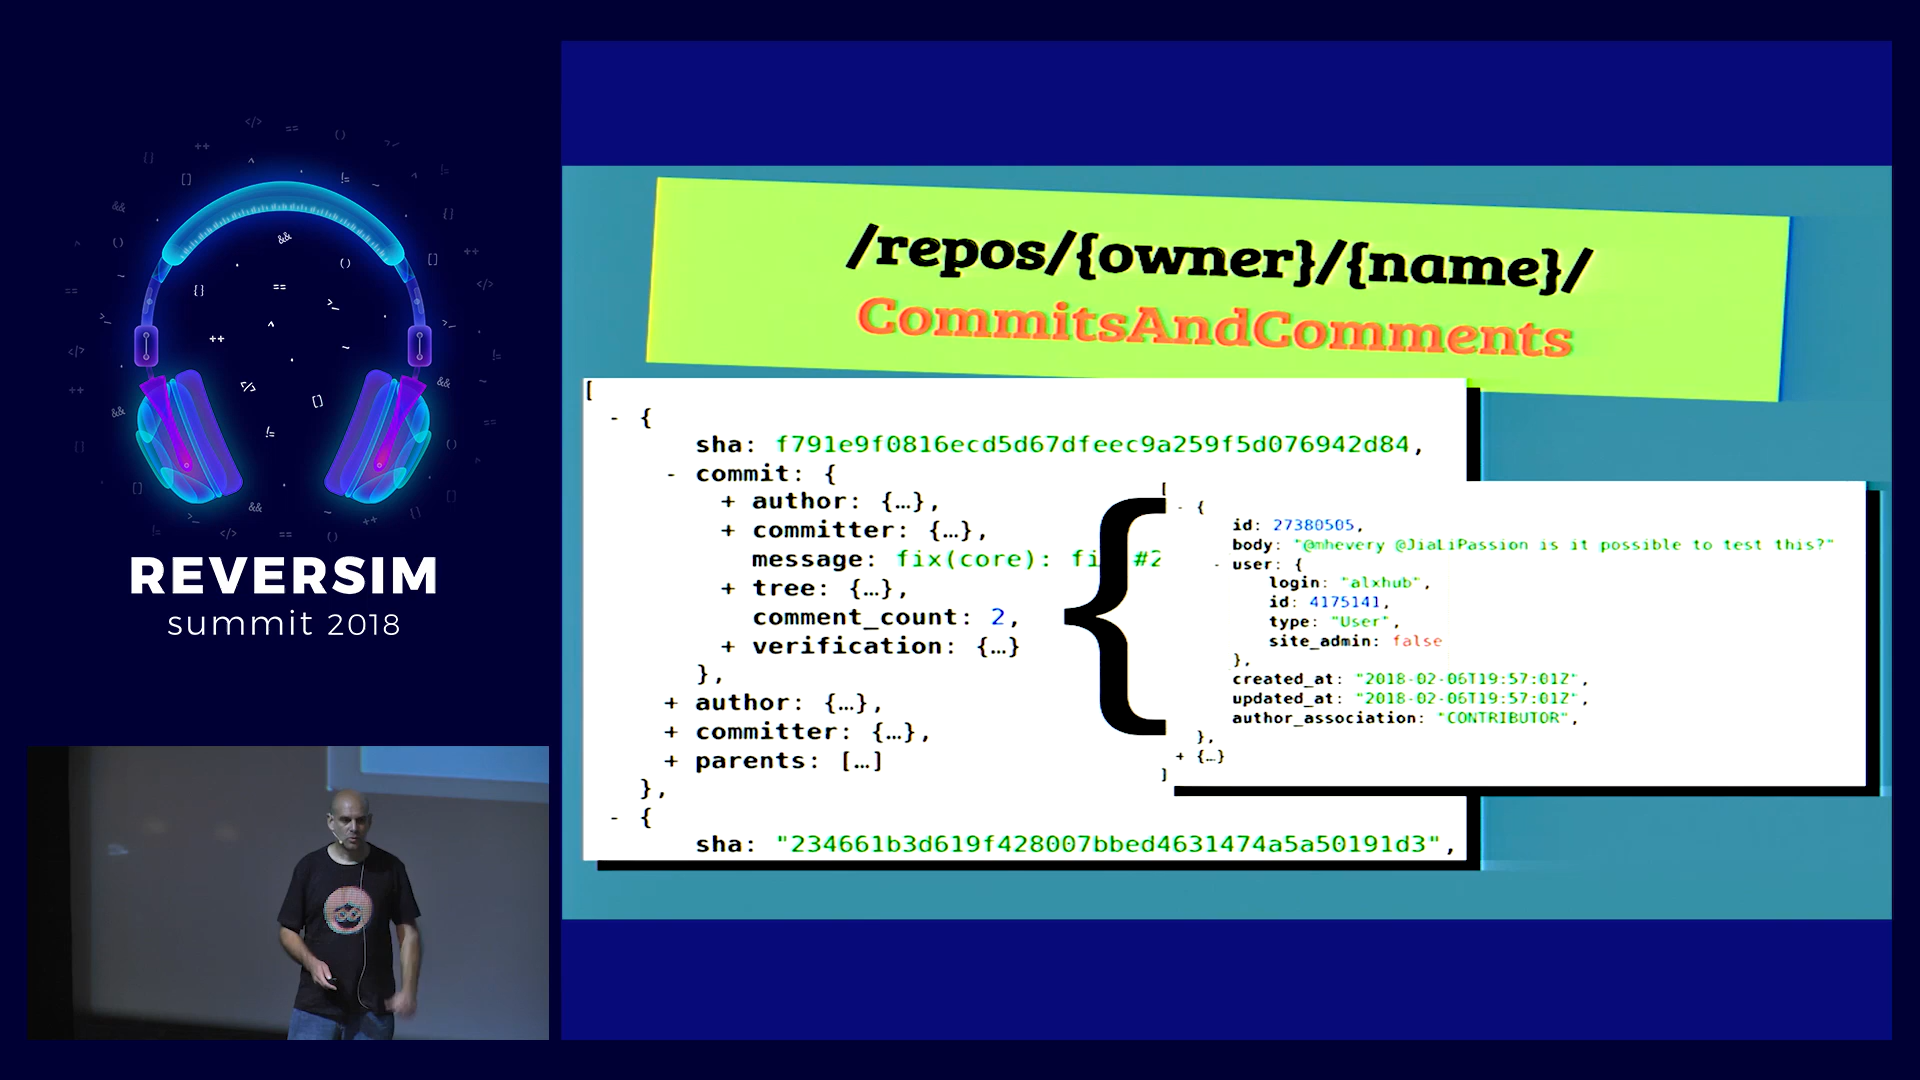 REVERSIM
summit 2018
/repos/{owner}/{name}/
CommitsAndComments
[
- {
sha: f791e9f0816ecd5d67dfeec9a259f5d076942d84,
- commit: {
+ author: {…},
+ committer: {…},
message: fix(core): fi #2
+ tree: {…},
comment_count: 2,
+ verification: {…}
},
+ author: {…},
+ committer: {…},
+ parents: […]
},
- {
sha: "234661b3d619f428007bbed4631474a5a50191d3",
{
[
- {
id: 27380505,
body: "@mhevery @JiaLiPassion is it possible to test this?"
- user: {
login: "alxhub",
id: 4175141,
type: "User",
site_admin: false
},
created_at: "2018-02-06T19:57:01Z",
updated_at: "2018-02-06T19:57:01Z",
author_association: "CONTRIBUTOR",
},
+ {…}
]